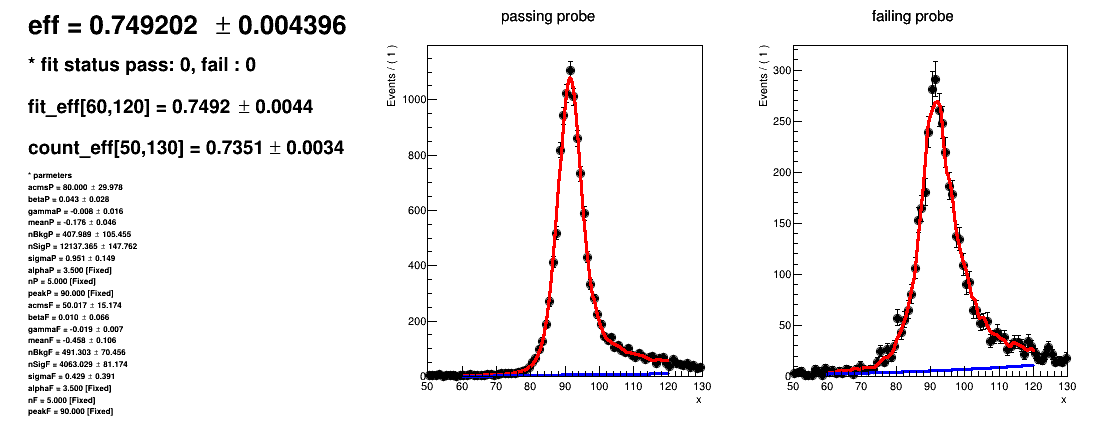 eff = 0.749202 ± 0.004396
* fit status pass: 0, fail : 0
fit_eff[60,120] = 0.7492 ± 0.0044
count_eff[50,130] = 0.7351 ± 0.0034
* parmeters
acmsP = 80.000 ± 29.978
betaP = 0.043 ± 0.028
gammaP = -0.008 ± 0.016
meanP = -0.176 ± 0.046
nBkgP = 407.989 ± 105.455
nSigP = 12137.365 ± 147.762
sigmaP = 0.951 ± 0.149
alphaP = 3.500 [Fixed]
nP = 5.000 [Fixed]
peakP = 90.000 [Fixed]
acmsF = 50.017 ± 15.174
betaF = 0.010 ± 0.066
gammaF = -0.019 ± 0.007
meanF = -0.458 ± 0.106
nBkgF = 491.303 ± 70.456
nSigF = 4063.029 ± 81.174
sigmaF = 0.429 ± 0.391
alphaF = 3.500 [Fixed]
nF = 5.000 [Fixed]
peakF = 90.000 [Fixed]
passing probe
Events / ( 1 )
1000
800
600
400
200
0
50 60 70 80 90 100 110 120 130
x
failing probe
Events / ( 1 )
300
250
200
150
100
50
0
50 60 70 80 90 100 110 120 130
x